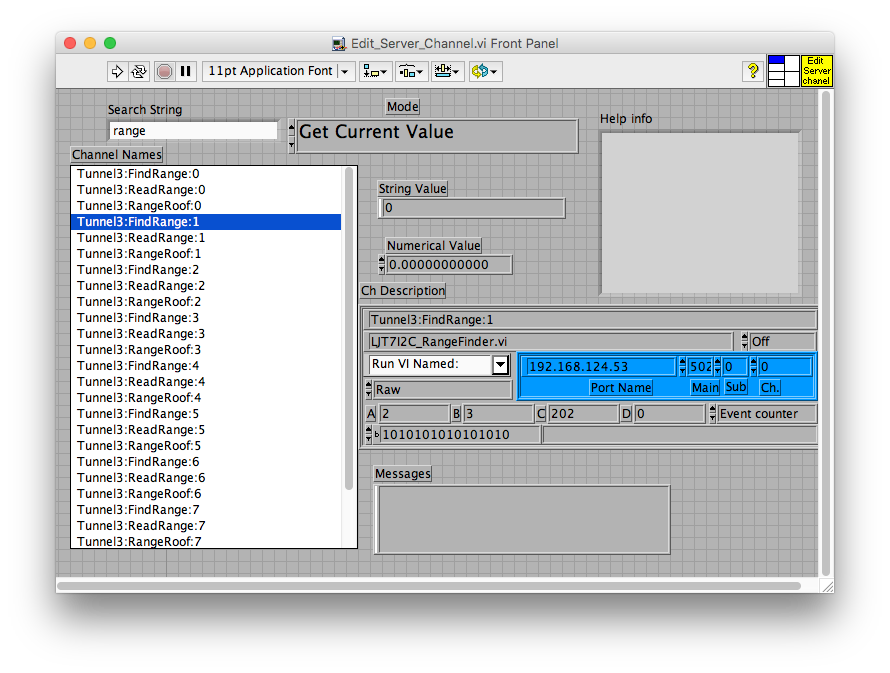 Edit_Server_Channel.vi Front Panel
11pt Application Font
?
Edit
Server
chanel
Search String
range
Mode
Get Current Value
Help info
Channel Names
Tunnel3:FindRange:0
Tunnel3:ReadRange:0
Tunnel3:RangeRoof:0
Tunnel3:FindRange:1
Tunnel3:ReadRange:1
Tunnel3:RangeRoof:1
Tunnel3:FindRange:2
Tunnel3:ReadRange:2
Tunnel3:RangeRoof:2
Tunnel3:FindRange:3
Tunnel3:ReadRange:3
Tunnel3:RangeRoof:3
Tunnel3:FindRange:4
Tunnel3:ReadRange:4
Tunnel3:RangeRoof:4
Tunnel3:FindRange:5
Tunnel3:ReadRange:5
Tunnel3:RangeRoof:5
Tunnel3:FindRange:6
Tunnel3:ReadRange:6
Tunnel3:RangeRoof:6
Tunnel3:FindRange:7
Tunnel3:ReadRange:7
Tunnel3:RangeRoof:7
String Value
0
Numerical Value
0.00000000000
Ch Description
Tunnel3:FindRange:1
LJT7I2C_RangeFinder.vi Off
Run VI Named: 192.168.124.53 502 0 0
Port Name Main Sub Ch.
Raw
A 2 B 3 C 202 D 0 Event counter
b 1010101010101010
Messages